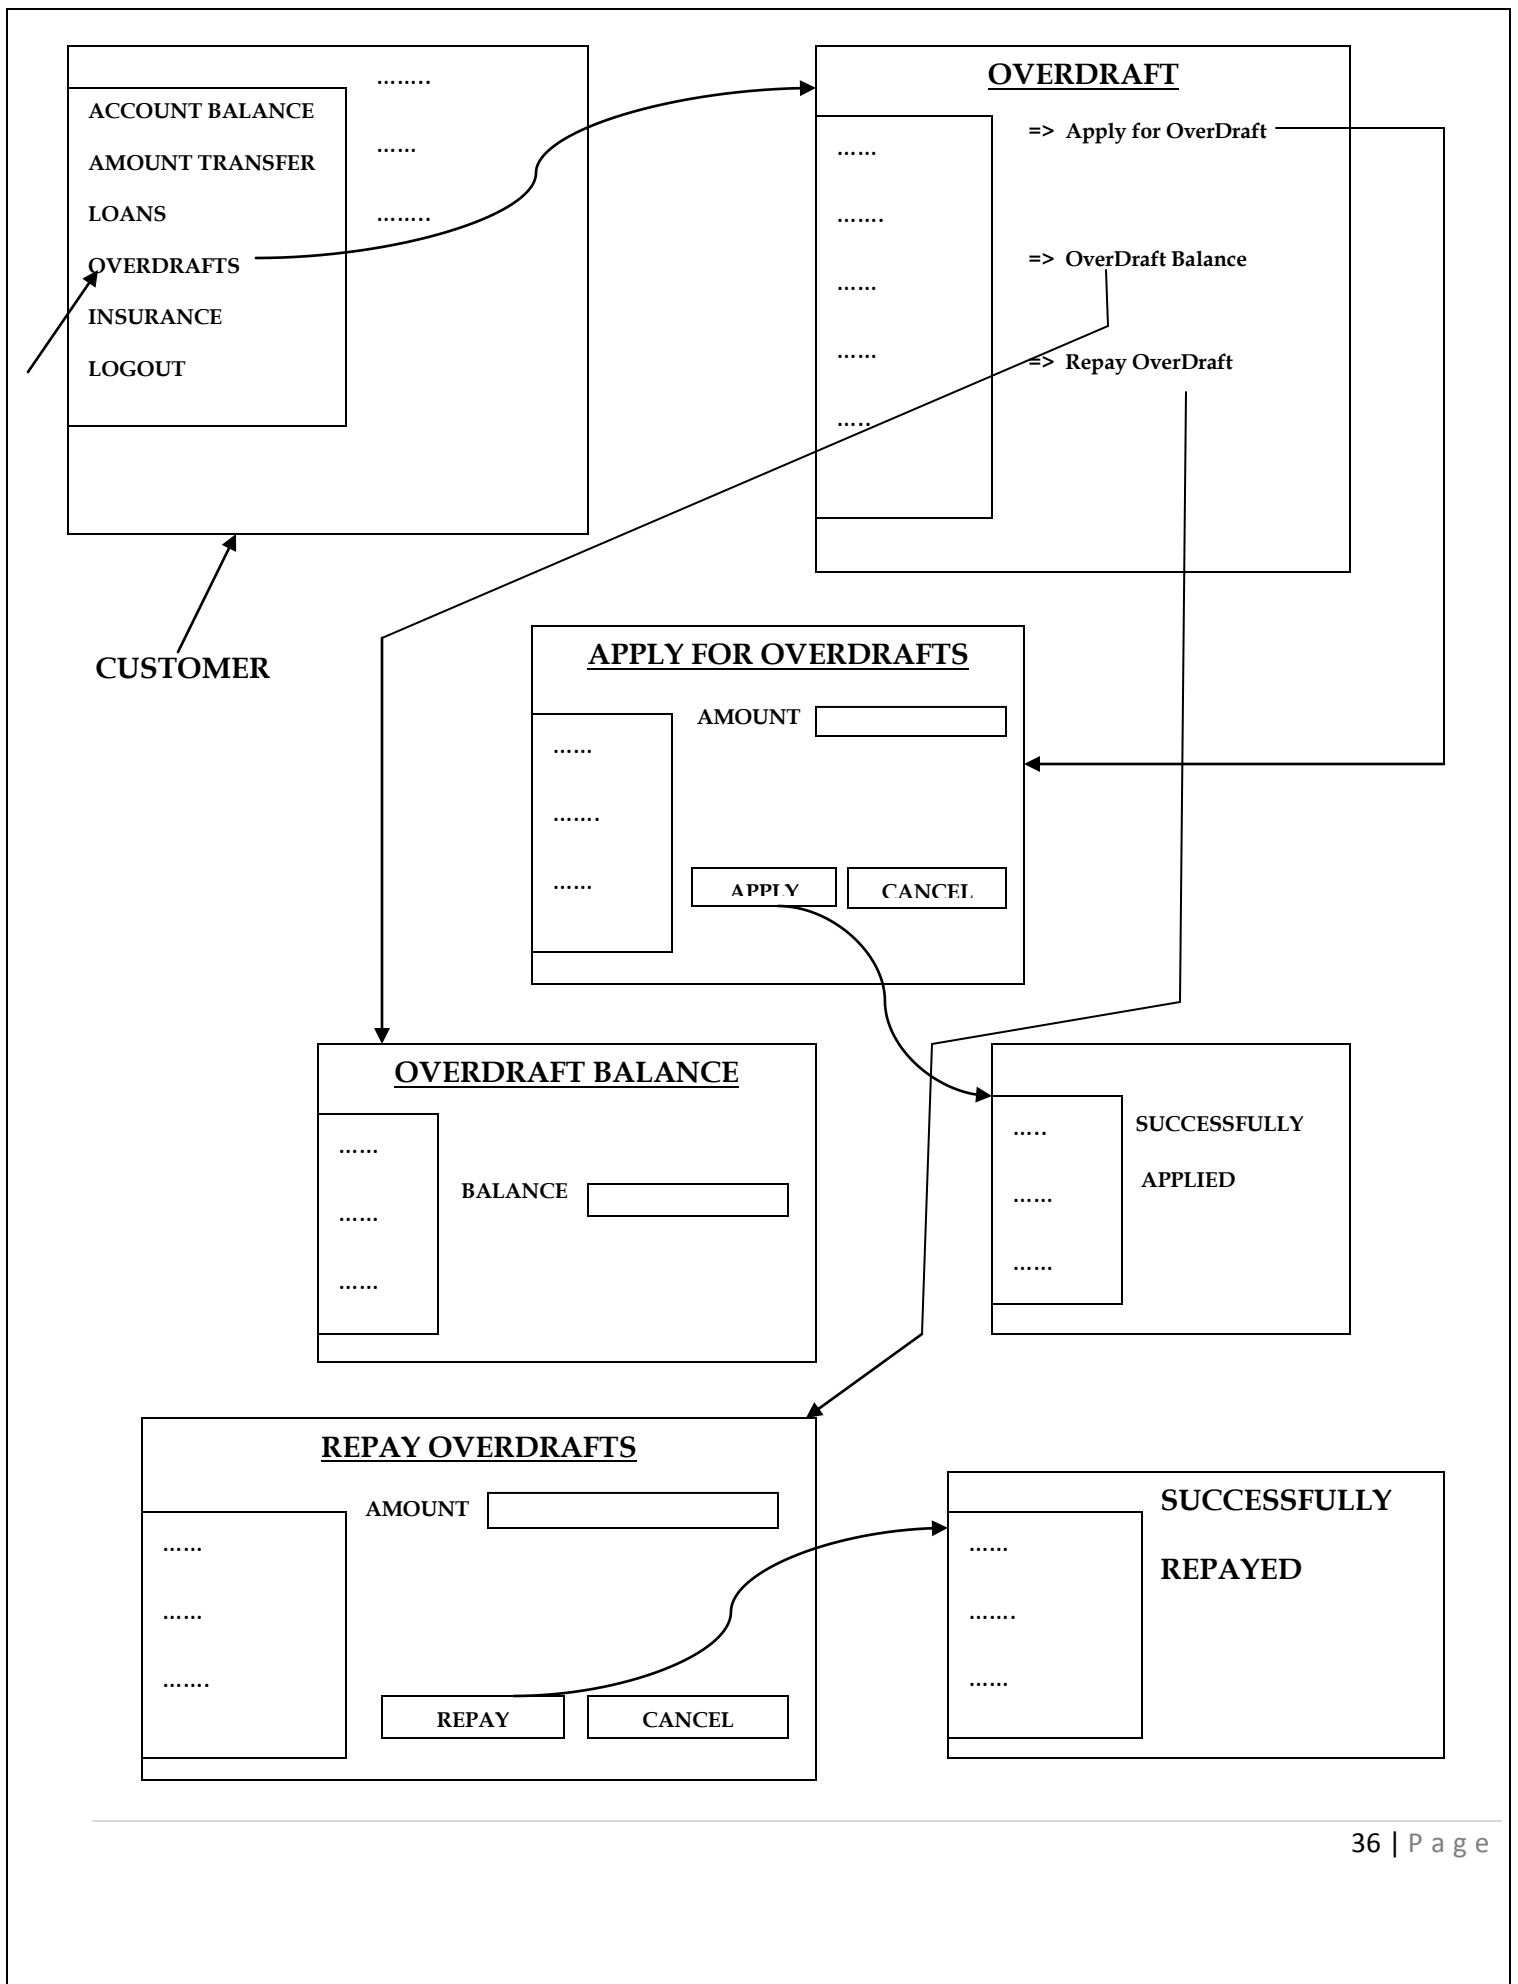 ……..
ACCOUNT BALANCE
AMOUNT TRANSFER
LOANS
OVERDRAFTS
INSURANCE
LOGOUT
……
……..
CUSTOMER
OVERDRAFT
=> Apply for OverDraft
=> OverDraft Balance
=> Repay OverDraft
……
…….
……
……
…..
APPLY FOR OVERDRAFTS
AMOUNT
……
…….
……
APPLY
CANCEL
OVERDRAFT BALANCE
……
……
……
BALANCE
…..
……
……
SUCCESSFULLY
APPLIED
REPAY OVERDRAFTS
AMOUNT
……
……
…….
REPAY
CANCEL
SUCCESSFULLY
REPAYED
……
…….
……
36 | Page